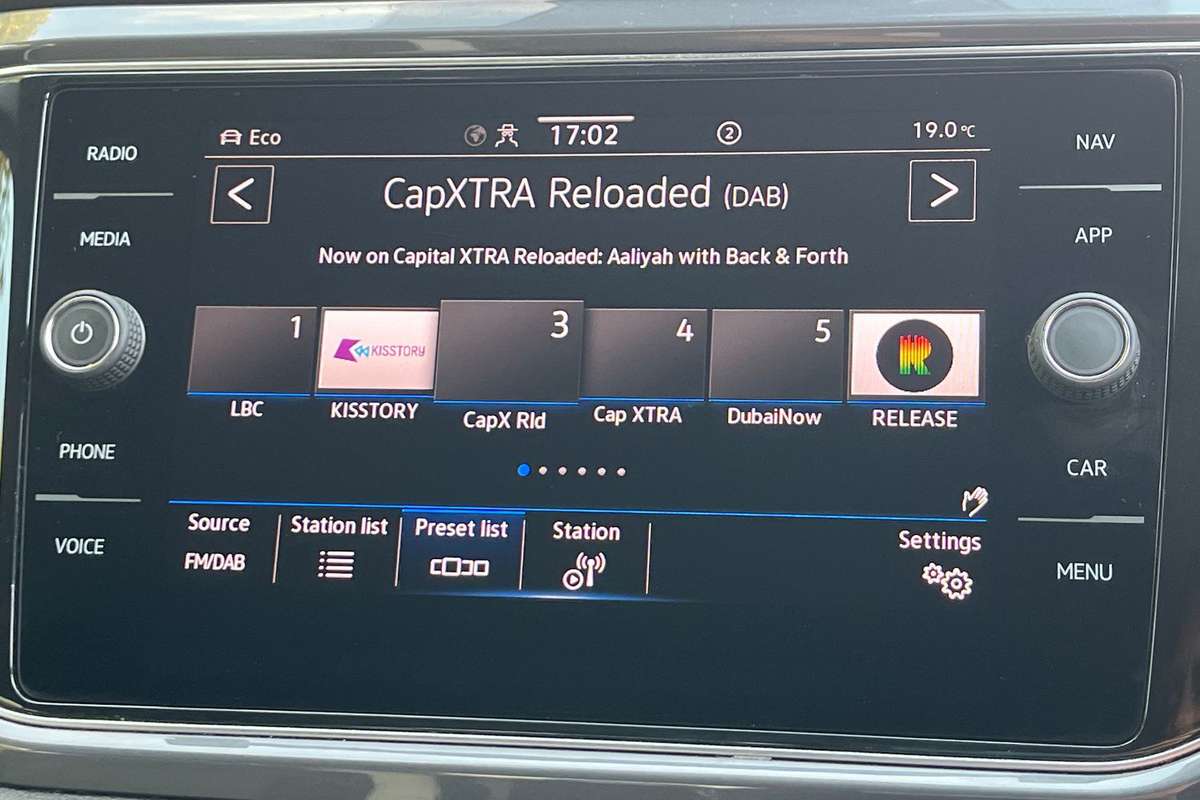 RADIO
MEDIA
PHONE
VOICE
Eco
17:02
2
19.0°C
CapXTRA Reloaded (DAB)
Now on Capital XTRA Reloaded: Aaliyah with Back & Forth
1
KISSTORY
3
4
5
R
LBC
KISSTORY
CapX Rld
Cap XTRA
DubaiNow
RELEASE
Source
FM/DAB
Station list
Preset list
Station
Settings
NAV
APP
CAR
MENU